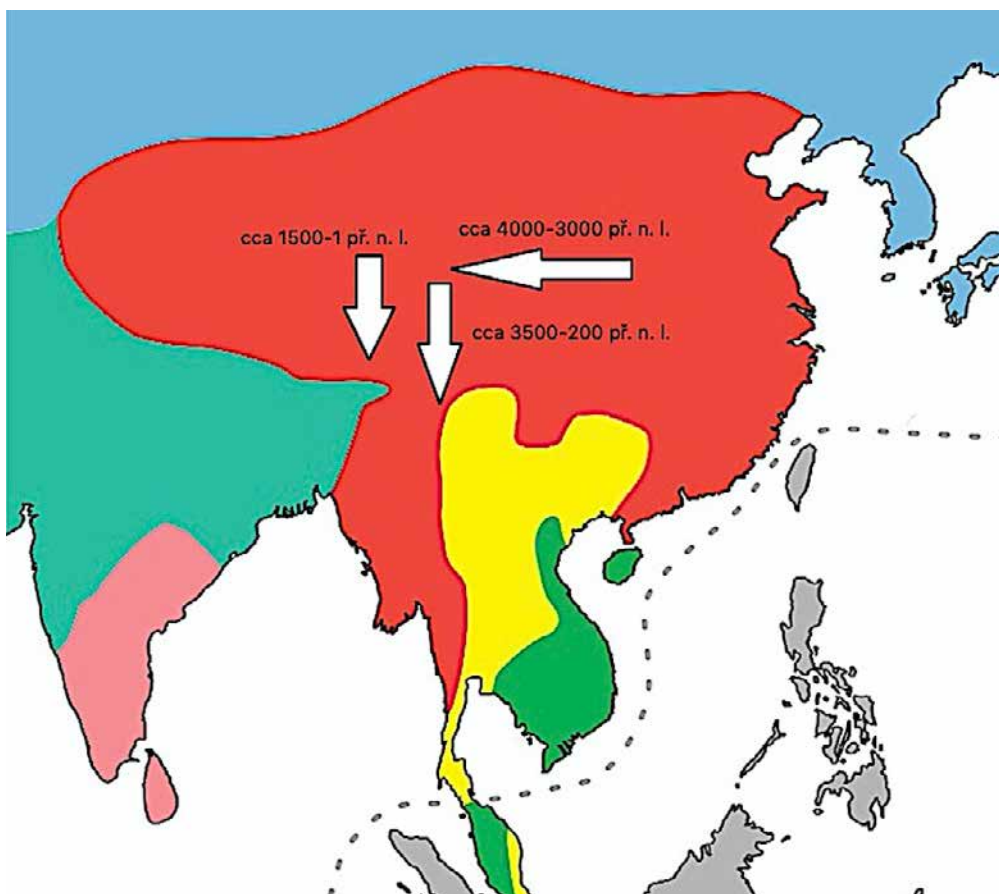 cca 4000-3000 př. n. l.
cca 1500-1 př. n. l.
cca 3500-200 př. n. l.